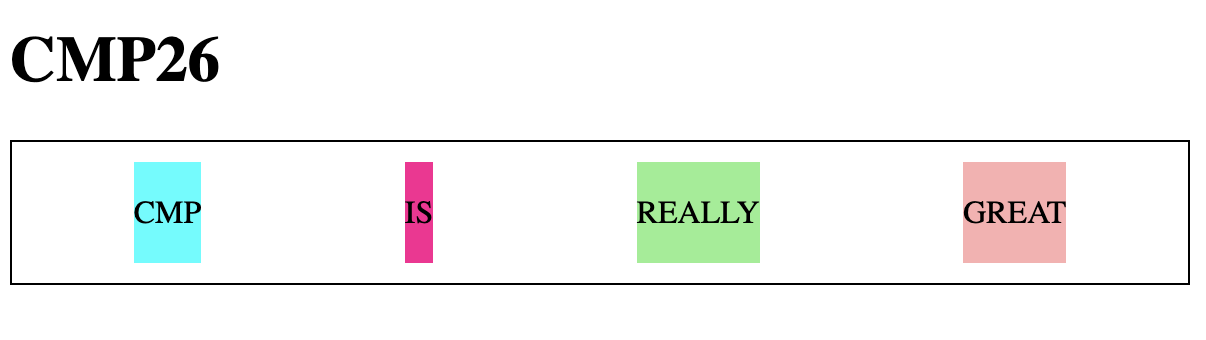 CMP26
CMP IS REALLY GREAT